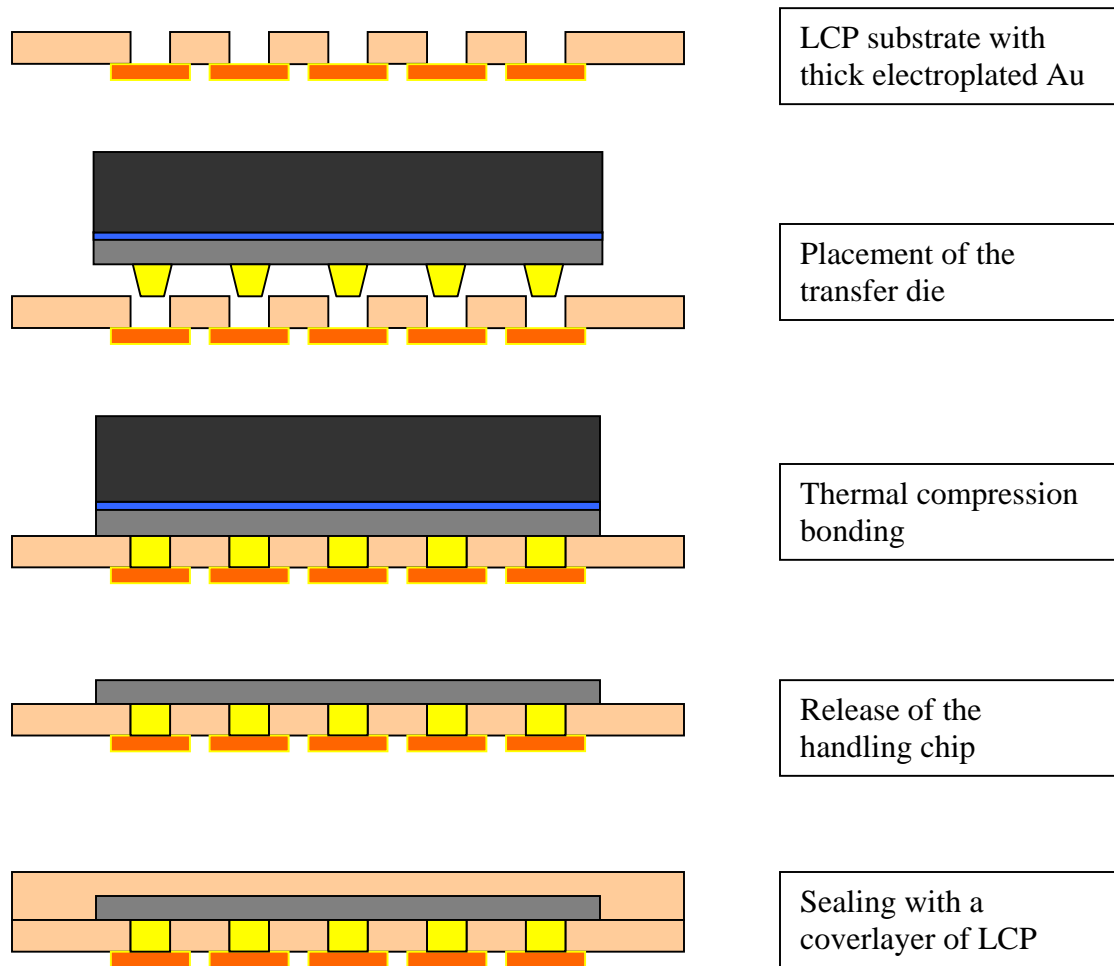 LCP substrate with
thick electroplated Au
Placement of the
transfer die
Thermal compression
bonding
Release of the
handling chip
Sealing with a
coverlayer of LCP